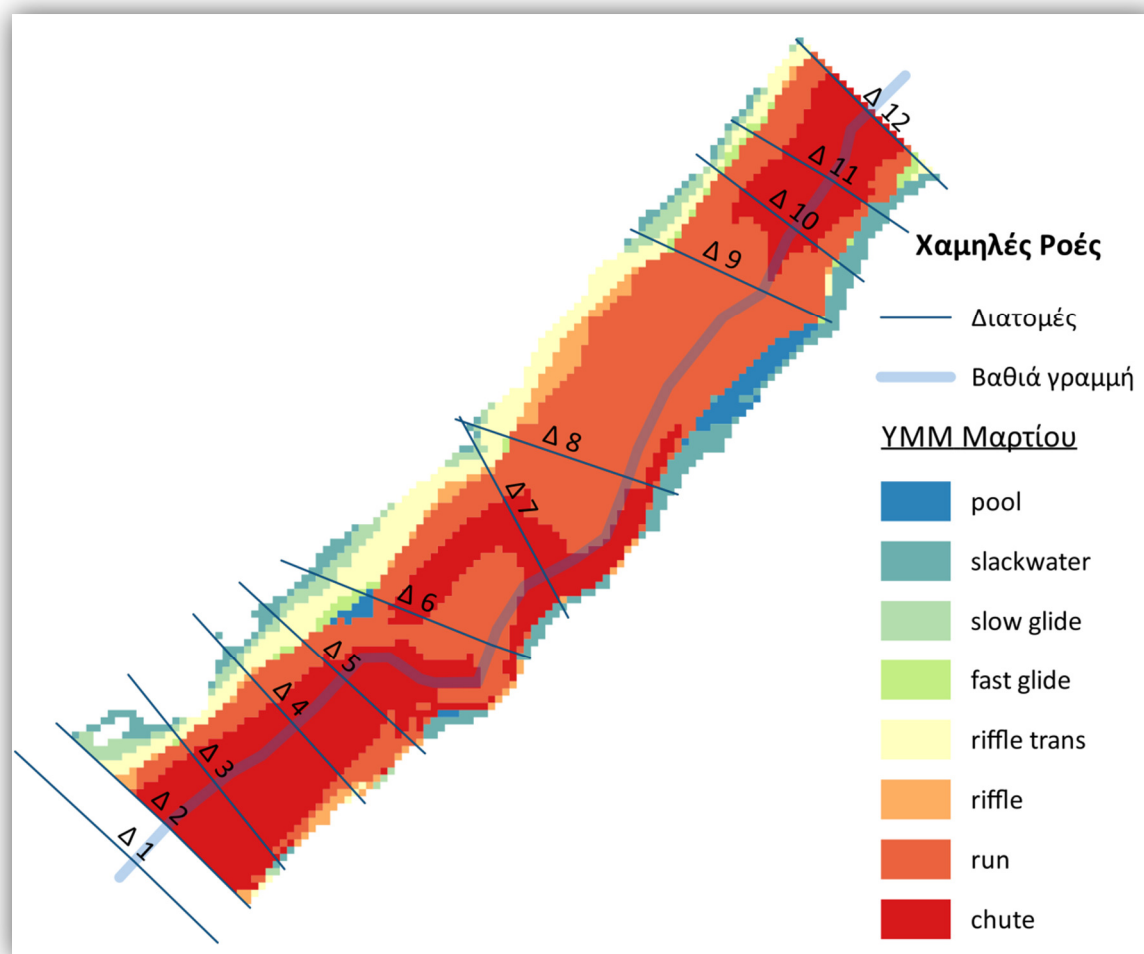 Δ 12
Δ 11
Δ 10
Δ 9
Δ 8
Δ 7
Δ 6
Δ 5
Δ 4
Δ 3
Δ 2
Δ 1
Χαμηλές Ροές
Διατομές
Βαθιά γραμμή
ΥΜΜ Μαρτίου
pool
slackwater
slow glide
fast glide
riffle trans
riffle
run
chute